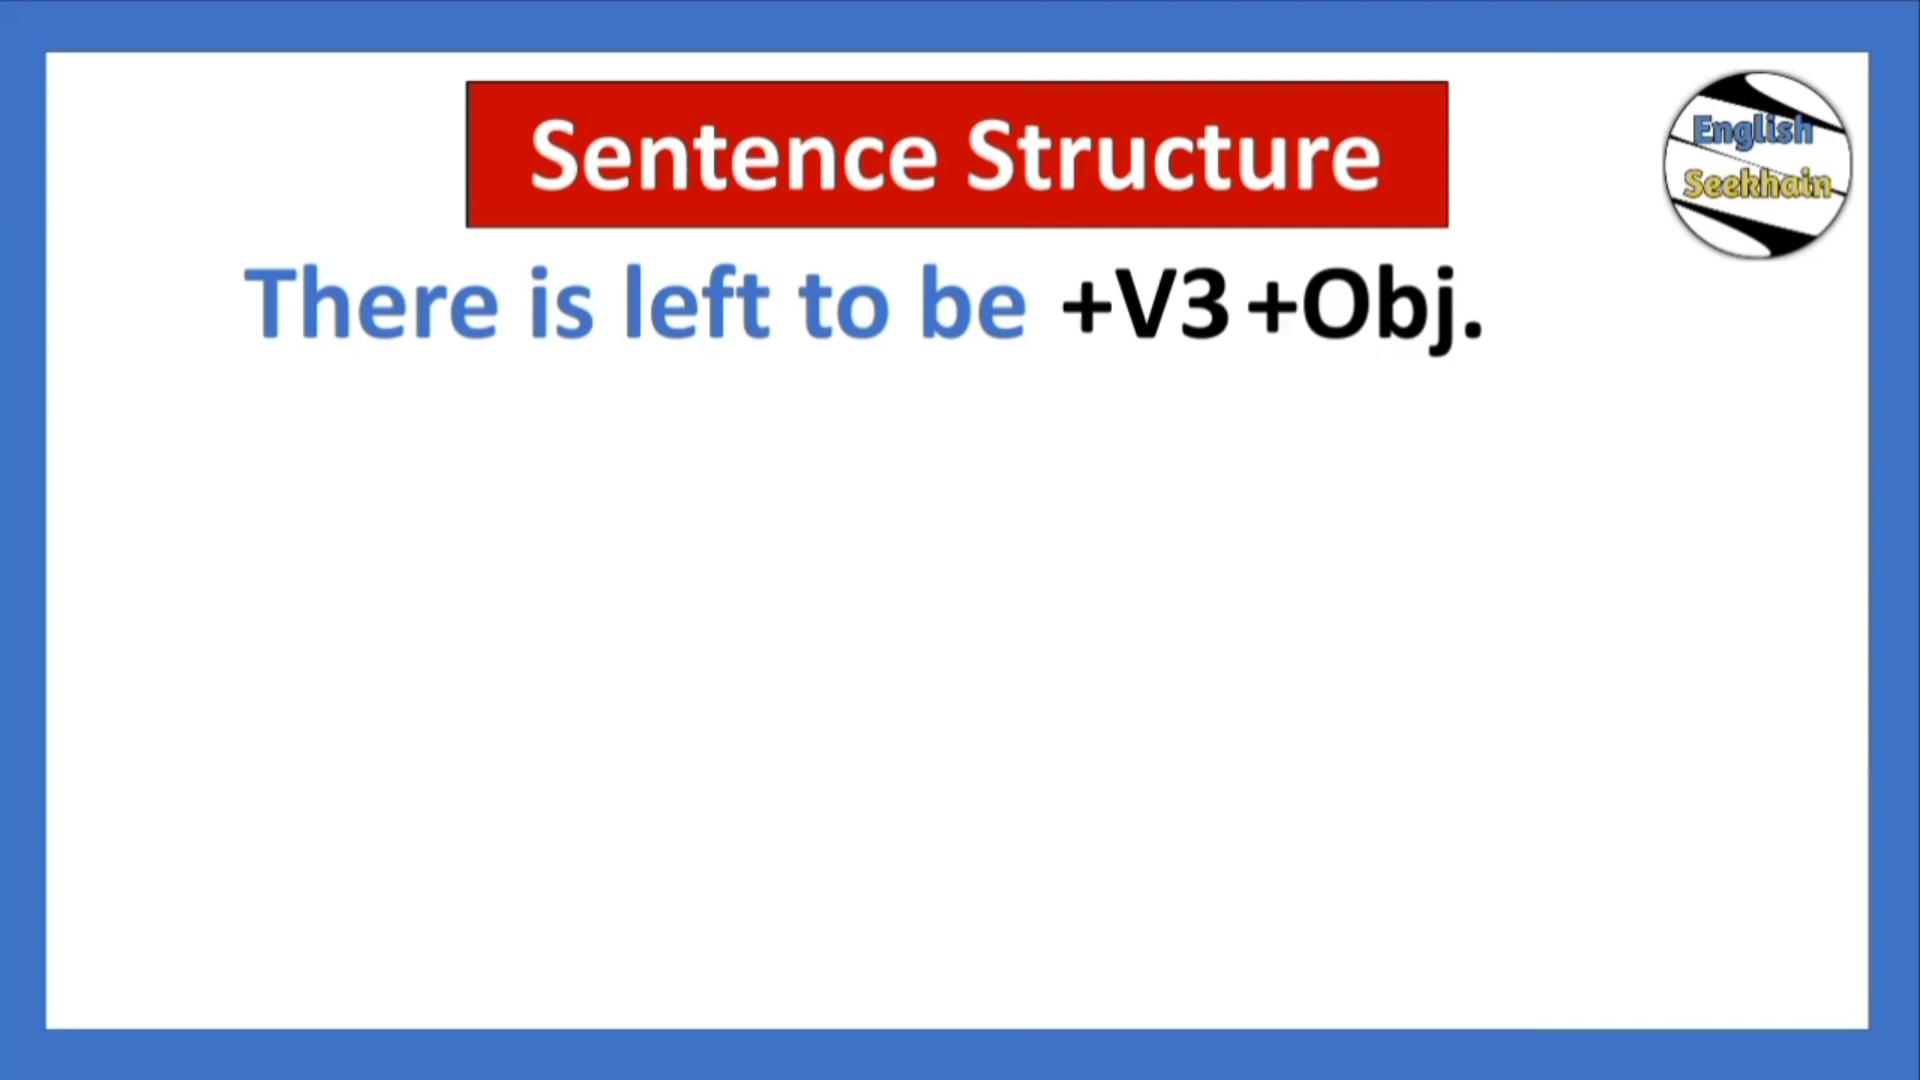 Sentence Structure
English
Seekhain
There is left to be +V3 +Obj.